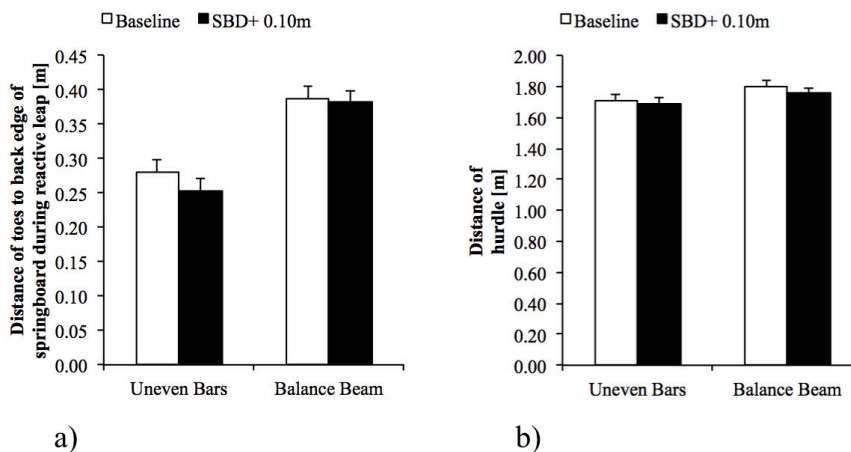 Baseline SBD+ 0.10m
Distance of toes to back edge of
springboard during reactive leap [m]
0.45
0.40
0.35
0.30
0.25
0.20
0.15
0.10
0.05
0.00
Uneven Bars Balance Beam
a)
Baseline SBD+ 0.10m
Distance of
hurdle [m]
2.00
1.80
1.60
1.40
1.20
1.00
0.80
0.60
0.40
0.20
0.00
Uneven Bars Balance Beam
b)